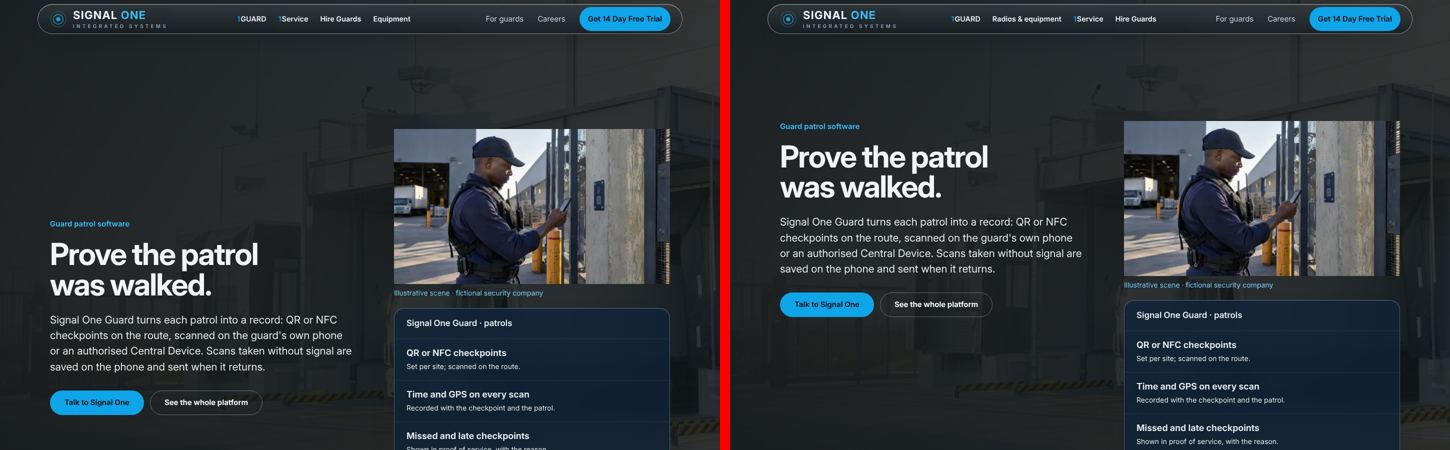 SIGNAL ONE
INTEGRATED SYSTEMS
1GUARD 1Service Hire Guards Equipment
For guards Careers Get 14 Day Free Trial
Guard patrol software
Prove the patrol
was walked.
Signal One Guard turns each patrol into a record: QR or NFC
checkpoints on the route, scanned on the guard's own phone
or an authorised Central Device. Scans taken without signal are
saved on the phone and sent when it returns.
Talk to Signal One See the whole platform
Illustrative scene · fictional security company
Signal One Guard · patrols
QR or NFC checkpoints
Set per site; scanned on the route.
Time and GPS on every scan
Recorded with the checkpoint and the patrol.
Missed and late checkpoints
Shown in proof of service, with the reason.
SIGNAL ONE
INTEGRATED SYSTEMS
1GUARD Radios & equipment 1Service Hire Guards
For guards Careers Get 14 Day Free Trial
Guard patrol software
Prove the patrol
was walked.
Signal One Guard turns each patrol into a record: QR or NFC
checkpoints on the route, scanned on the guard's own phone
or an authorised Central Device. Scans taken without signal are
saved on the phone and sent when it returns.
Talk to Signal One See the whole platform
Illustrative scene · fictional security company
Signal One Guard · patrols
QR or NFC checkpoints
Set per site; scanned on the route.
Time and GPS on every scan
Recorded with the checkpoint and the patrol.
Missed and late checkpoints
Shown in proof of service, with the reason.